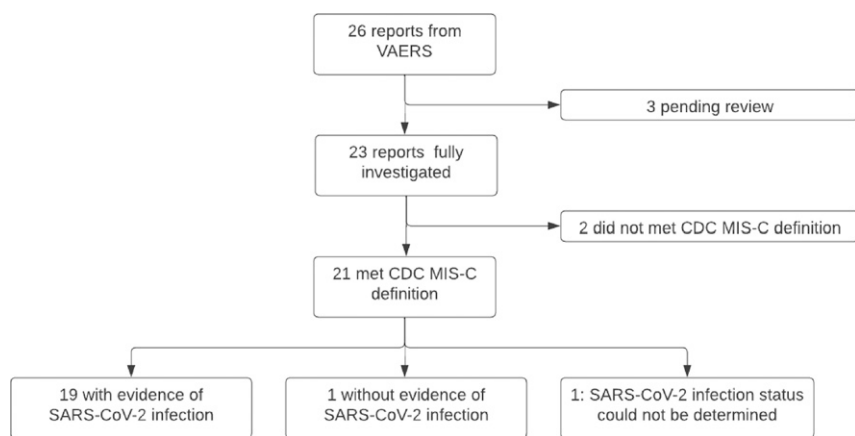 26 reports from
VAERS
3 pending review
23 reports fully
investigated
2 did not met CDC MIS-C definition
21 met CDC MIS-C
definition
19 with evidence of
SARS-CoV-2 infection
1 without evidence of
SARS-CoV-2 infection
1: SARS-CoV-2 infection status
could not be determined